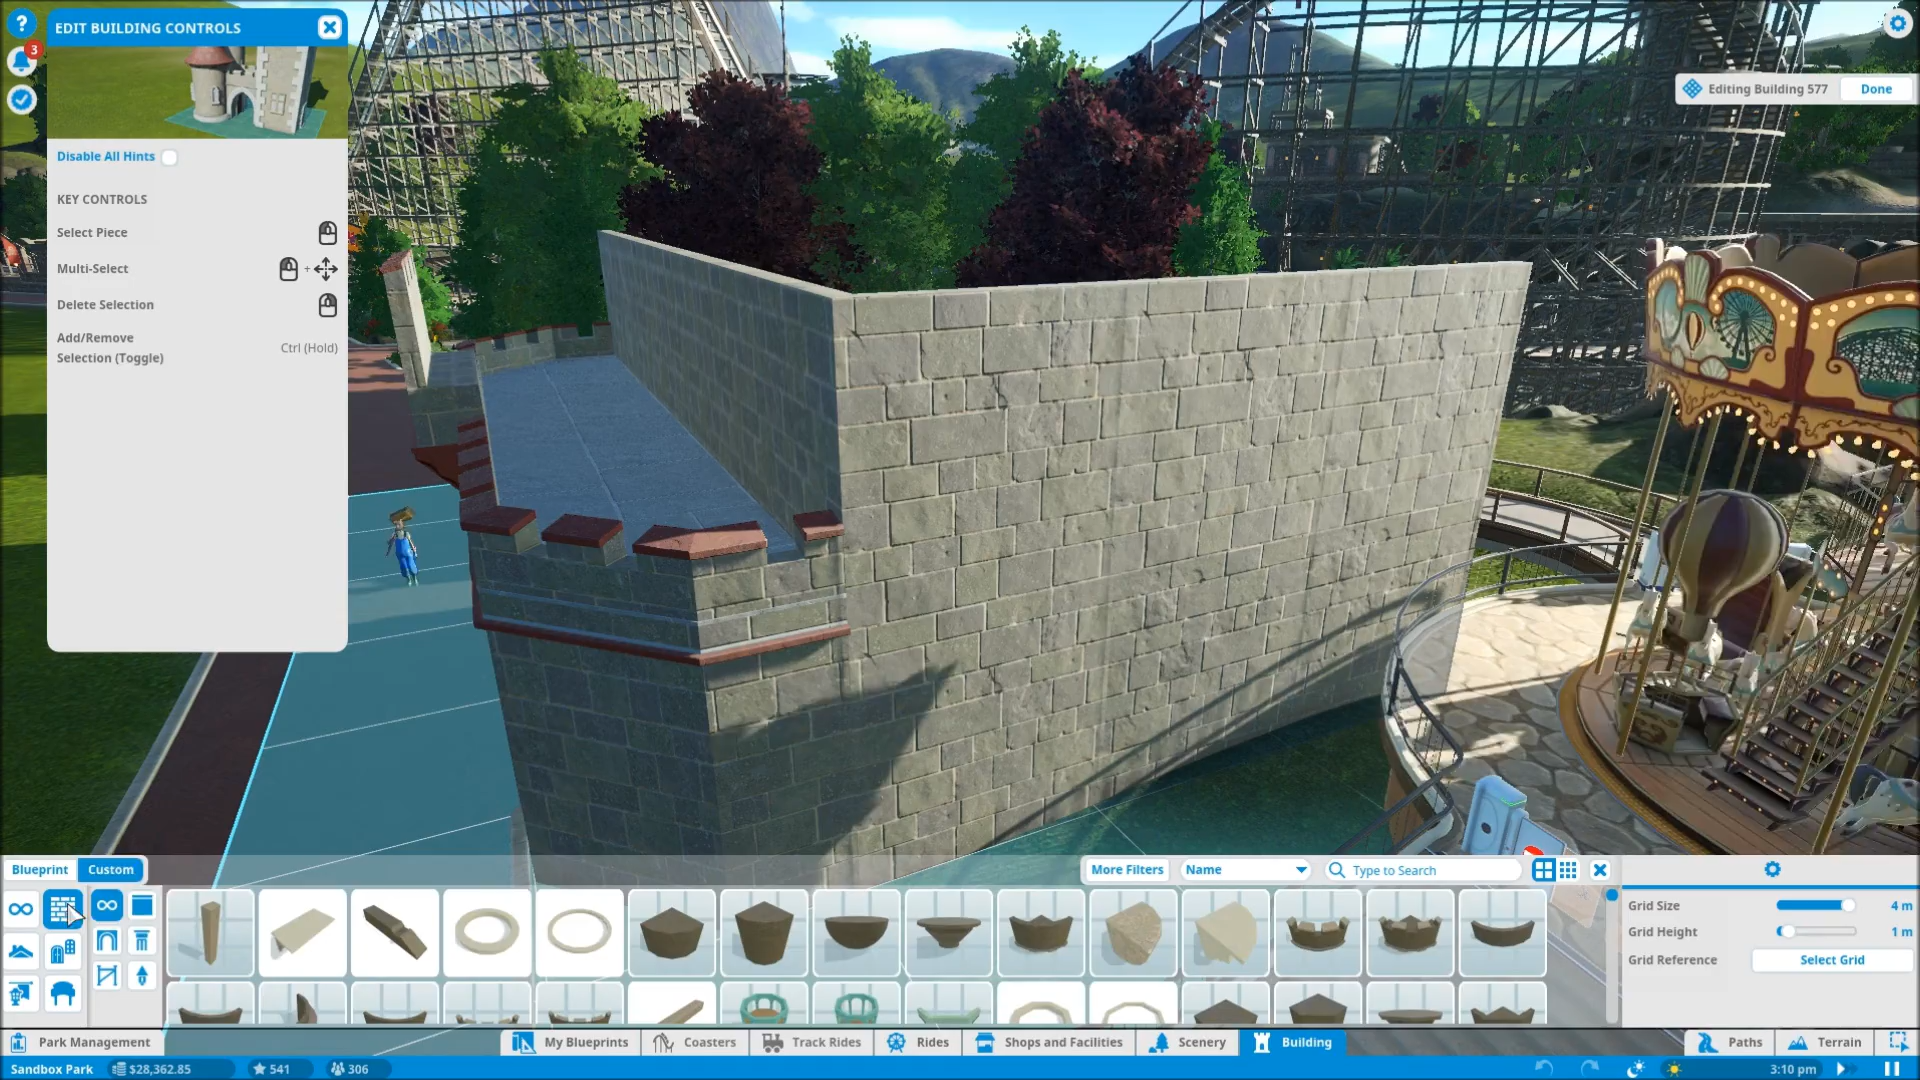 ?
EDIT BUILDING CONTROLS
3
Disable All Hints
KEY CONTROLS
Select Piece
Multi-Select
+
Delete Selection
Add/Remove
Selection (Toggle)
Ctrl (Hold)
Editing Building 577
Done
Blueprint
Custom
More Filters
Name
Type to Search
Grid Size
4 m
Grid Height
1 m
Grid Reference
Select Grid
Park Management
My Blueprints
Coasters
Track Rides
Rides
Shops and Facilities
Scenery
Building
Paths
Terrain
Sandbox Park
$28,362.85
541
306
3:10 pm